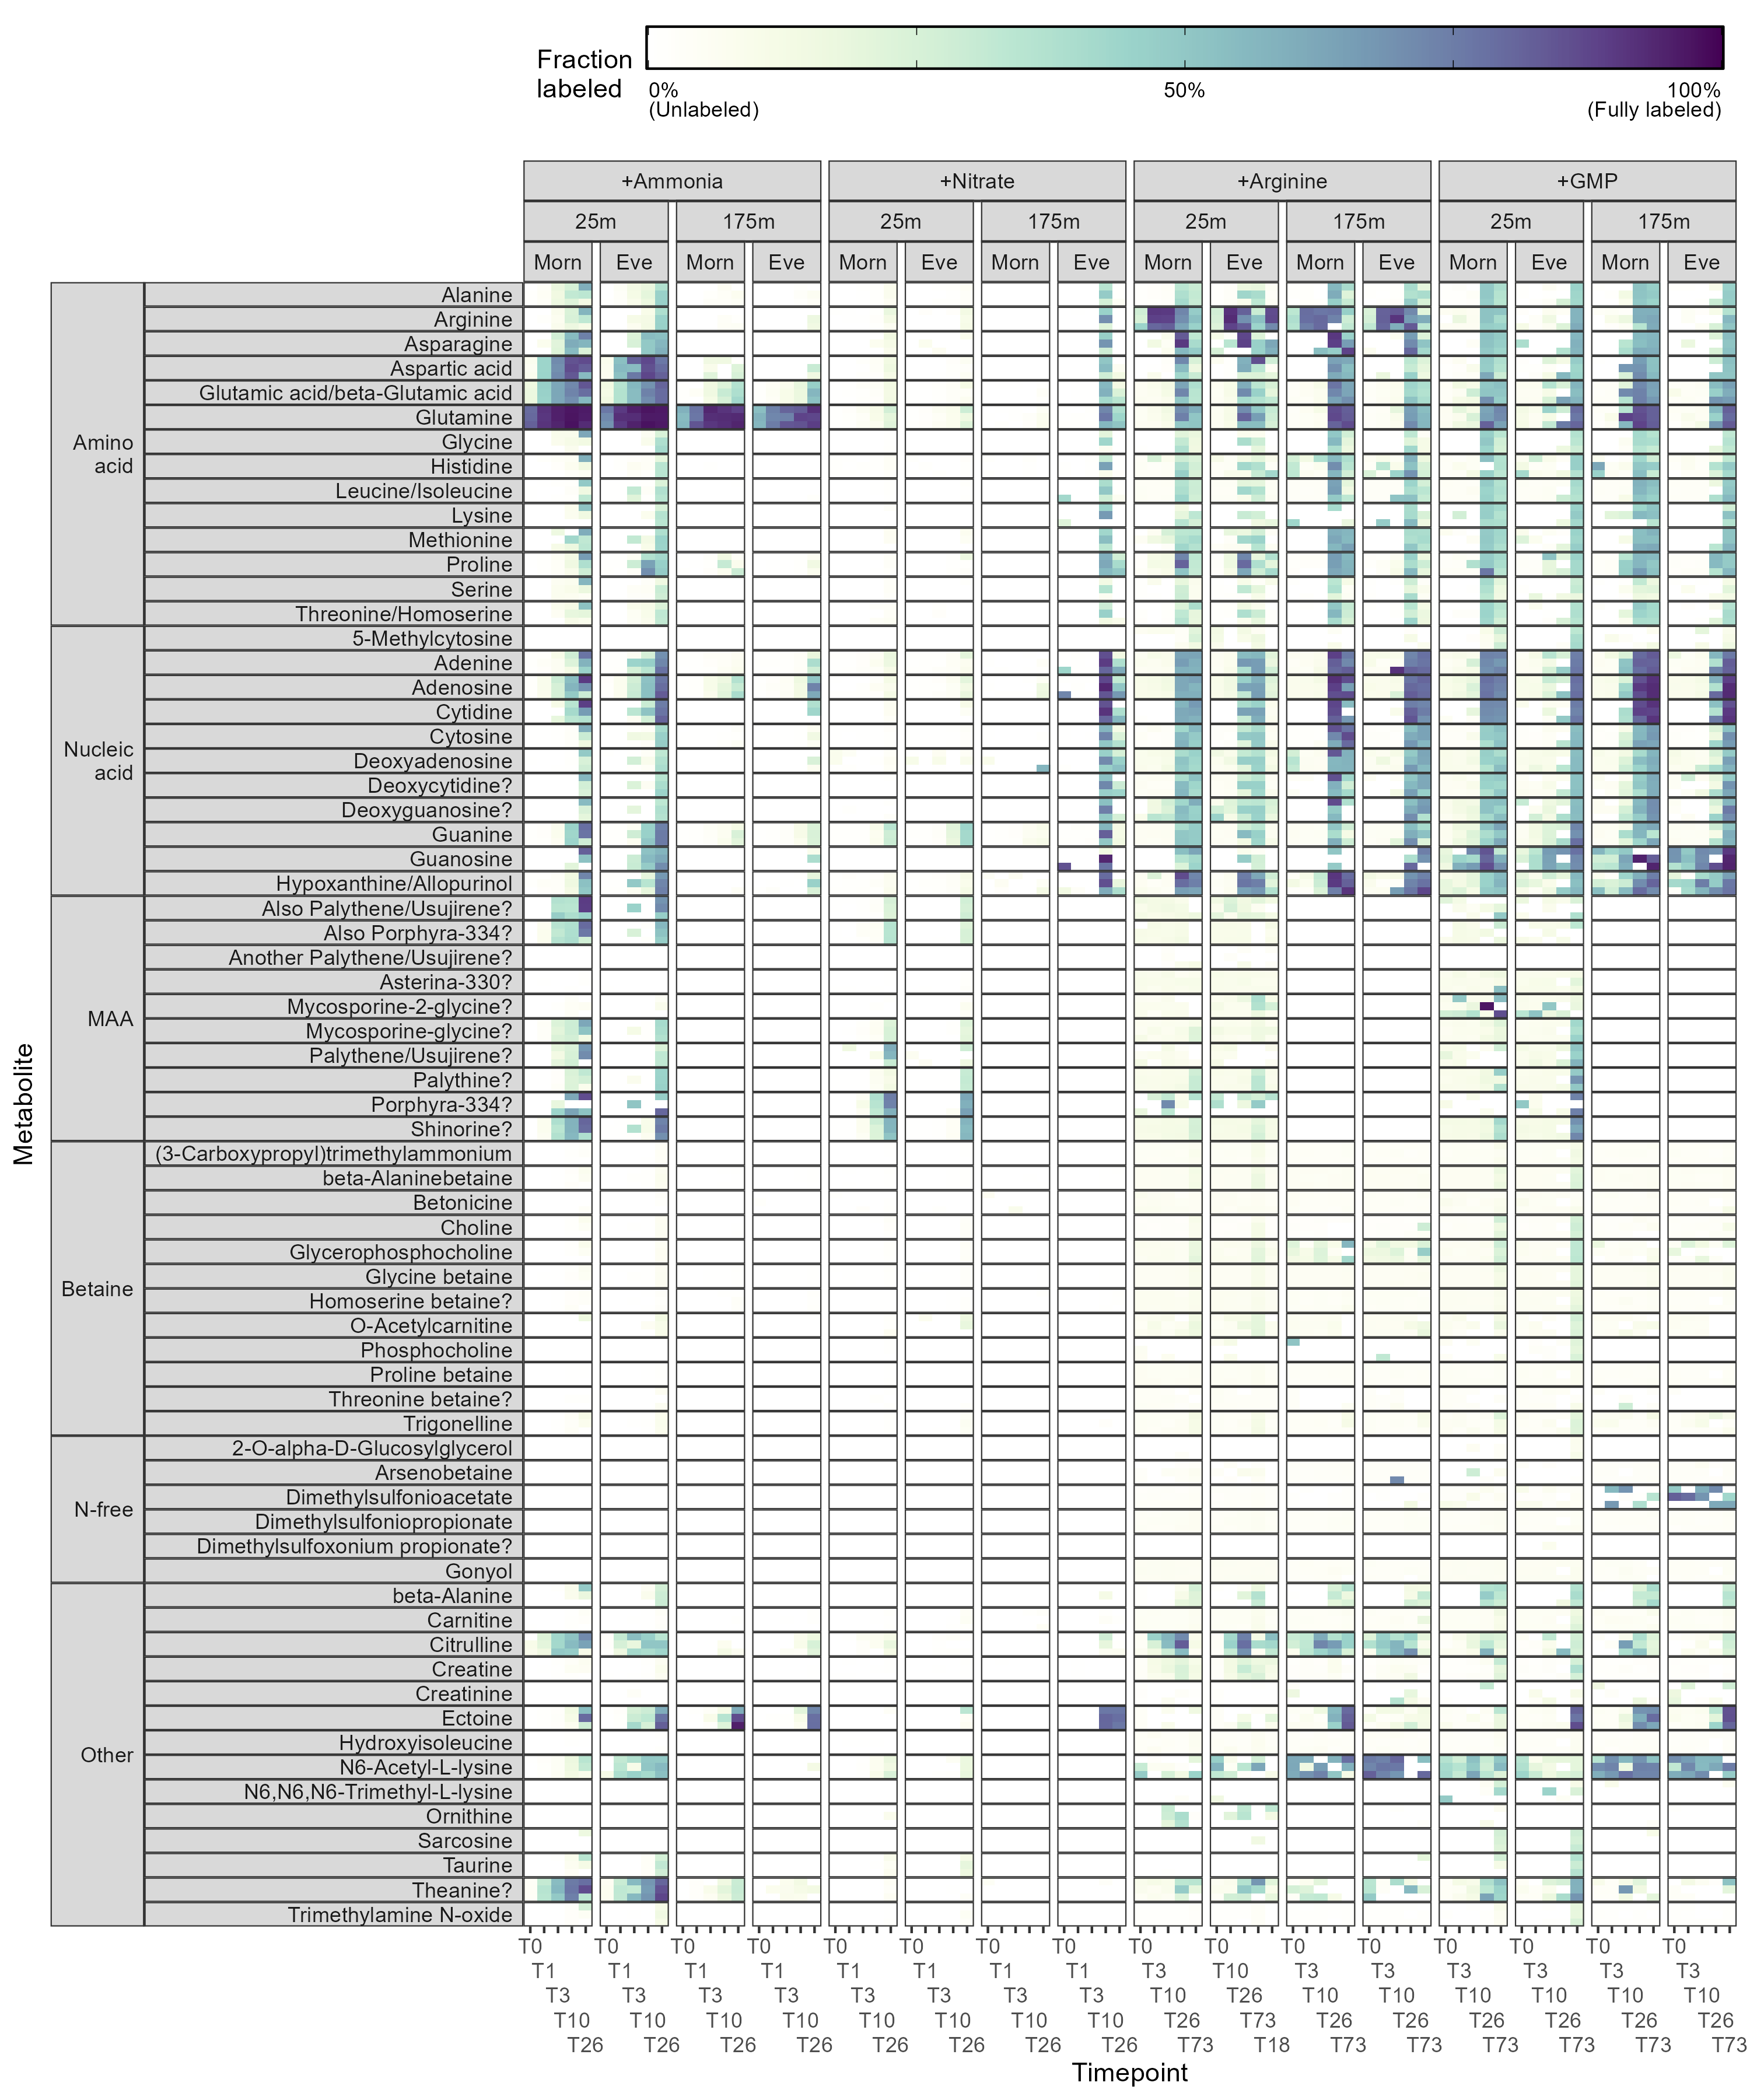 Fraction
labeled
0%
50%
100%
(Unlabeled)
(Fully labeled)
+Ammonia
+Nitrate
+Arginine
+GMP
25m
175m
25m
175m
25m
175m
25m
175m
Morn
Eve
Morn
Eve
Morn
Eve
Morn
Eve
Morn
Eve
Morn
Eve
Morn
Eve
Morn
Eve
Metabolite
Amino
acid
Alanine
Arginine
Asparagine
Aspartic acid
Glutamic acid/beta-Glutamic acid
Glutamine
Glycine
Histidine
Leucine/Isoleucine
Lysine
Methionine
Proline
Serine
Threonine/Homoserine
Nucleic
acid
5-Methylcytosine
Adenine
Adenosine
Cytidine
Cytosine
Deoxyadenosine
Deoxycytidine?
Deoxyguanosine?
Guanine
Guanosine
Hypoxanthine/Allopurinol
MAA
Also Palythene/Usujirene?
Also Porphyra-334?
Another Palythene/Usujirene?
Asterina-330?
Mycosporine-2-glycine?
Mycosporine-glycine?
Palythene/Usujirene?
Palythine?
Porphyra-334?
Shinorine?
Betaine
(3-Carboxypropyl)trimethylammonium
beta-Alaninebetaine
Betonicine
Choline
Glycerophosphocholine
Glycine betaine
Homoserine betaine?
O-Acetylcarnitine
Phosphocholine
Proline betaine
Threonine betaine?
Trigonelline
N-free
2-O-alpha-D-Glucosylglycerol
Arsenobetaine
Dimethylsulfonioacetate
Dimethylsulfoniopropionate
Dimethylsulfoxonium propionate?
Gonyol
Other
beta-Alanine
Carnitine
Citrulline
Creatine
Creatinine
Ectoine
Hydroxyisoleucine
N6-Acetyl-L-lysine
N6,N6,N6-Trimethyl-L-lysine
Ornithine
Sarcosine
Taurine
Theanine?
Trimethylamine N-oxide
T0 T0 T0 T0 T0 T0 T0 T0 T0 T0 T0 T0 T0 T0 T0 T0
T1 T1 T1 T1 T1 T1 T1 T1 T3 T10 T3 T3 T3 T3 T3 T3
T3 T3 T3 T3 T3 T3 T3 T3 T10 T26 T10 T10 T10 T10 T10 T10
T10 T10 T10 T10 T10 T10 T10 T10 T26 T73 T26 T26 T26 T26 T26 T26
T26 T26 T26 T26 T26 T26 T26 T26 T73 T18 T73 T73 T73 T73 T73 T73
Timepoint